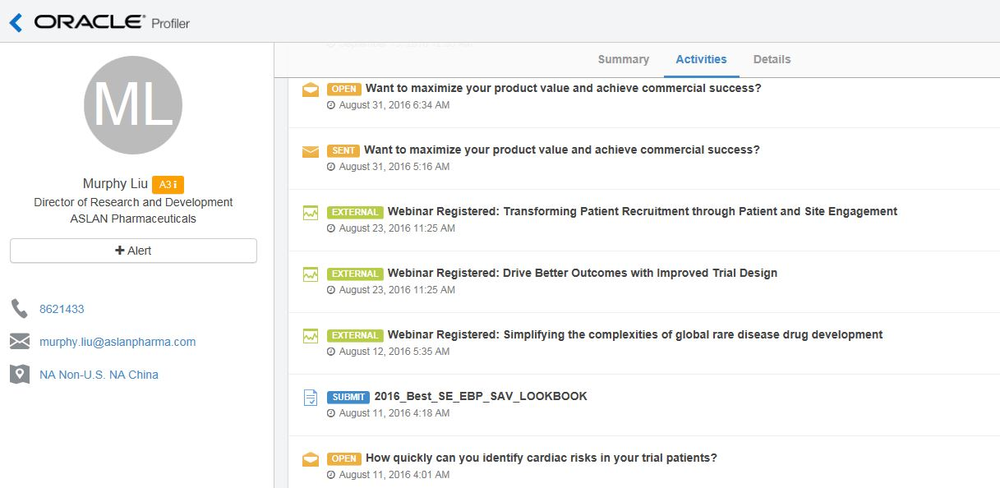 ORACLE® Profiler
ML
Murphy Liu A3 i
Director of Research and Development
ASLAN Pharmaceuticals
+ Alert
8621433
murphy.liu@aslanpharma.com
NA Non-U.S. NA China
Summary Activities Details
OPEN Want to maximize your product value and achieve commercial success?
August 31, 2016 6:34 AM
SENT Want to maximize your product value and achieve commercial success?
August 31, 2016 5:16 AM
EXTERNAL Webinar Registered: Transforming Patient Recruitment through Patient and Site Engagement
August 23, 2016 11:25 AM
EXTERNAL Webinar Registered: Drive Better Outcomes with Improved Trial Design
August 23, 2016 11:25 AM
EXTERNAL Webinar Registered: Simplifying the complexities of global rare disease drug development
August 12, 2016 5:35 AM
SUBMIT 2016_Best_SE_EBP_SAV_LOOKBOOK
August 11, 2016 4:18 AM
OPEN How quickly can you identify cardiac risks in your trial patients?
August 11, 2016 4:01 AM